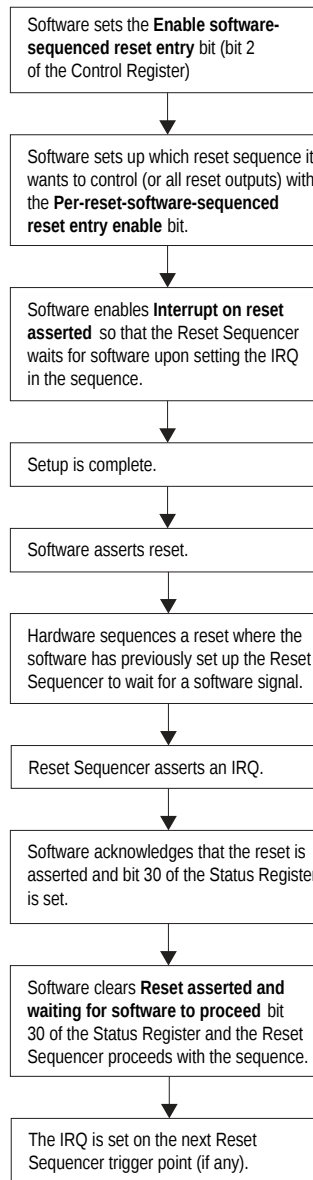 Software sets the Enable software-
sequenced reset entry bit (bit 2
of the Control Register)
Software sets up which reset sequence it
wants to control (or all reset outputs) with
the Per-reset-software-sequenced
reset entry enable bit.
Software enables Interrupt on reset
asserted so that the Reset Sequencer
waits for software upon setting the IRQ
in the sequence.
Setup is complete.
Software asserts reset.
Hardware sequences a reset where the
software has previously set up the Reset
Sequencer to wait for a software signal.
Reset Sequencer asserts an IRQ.
Software acknowledges that the reset is
asserted and bit 30 of the Status Register
is set.
Software clears Reset asserted and
waiting for software to proceed bit
30 of the Status Register and the Reset
Sequencer proceeds with the sequence.
The IRQ is set on the next Reset
Sequencer trigger point (if any).